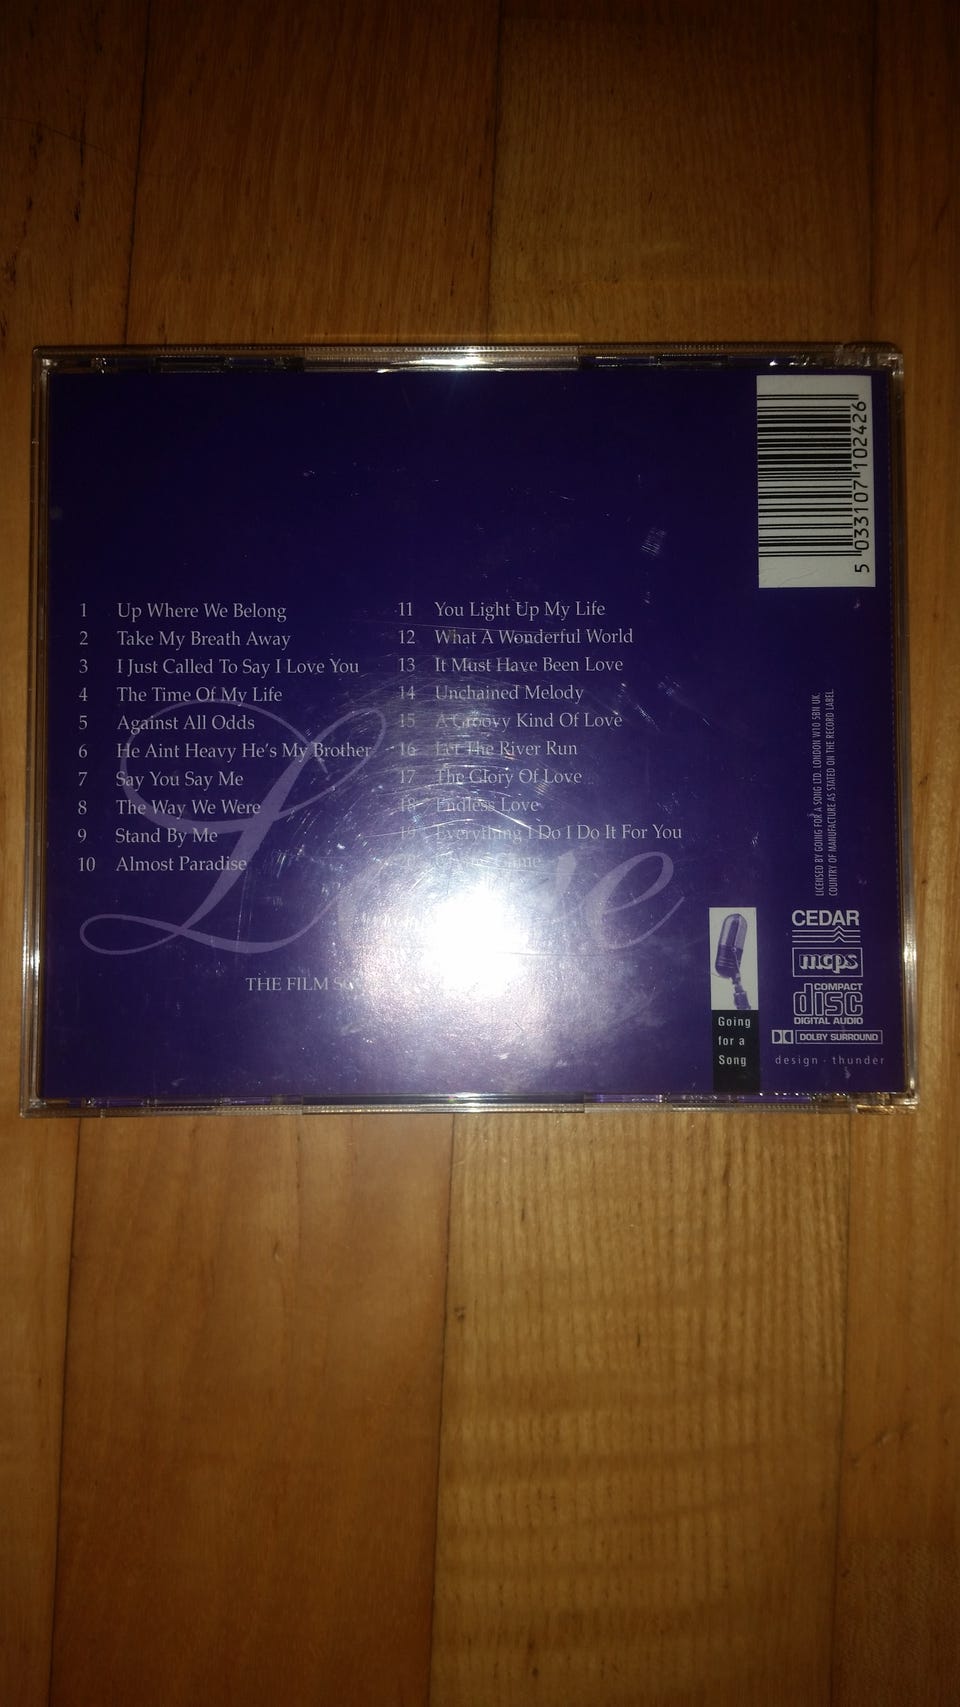 5 033107 102426
1 Up Where We Belong
2 Take My Breath Away
3 I Just Called To Say I Love You
4 The Time Of My Life
5 Against All Odds
6 He Aint Heavy He's My Brother
7 Say You Say Me
8 The Way We Were
9 Stand By Me
10 Almost Paradise
11 You Light Up My Life
12 What A Wonderful World
13 It Must Have Been Love
14 Unchained Melody
15 A Groovy Kind Of Love
16 Let The River Run
17 The Glory Of Love
18 Endless Love
19 Everything I Do I Do It For You
Love
THE FILM
LICENSED BY GOING FOR A SONG LTD. LONDON W10 5BN UK.
COUNTRY OF MANUFACTURE AS STATED ON THE RECORD LABEL
Going
for a
Song
CEDAR
mcps
COMPACT
disc
DIGITAL AUDIO
DOLBY SURROUND
design - thunder